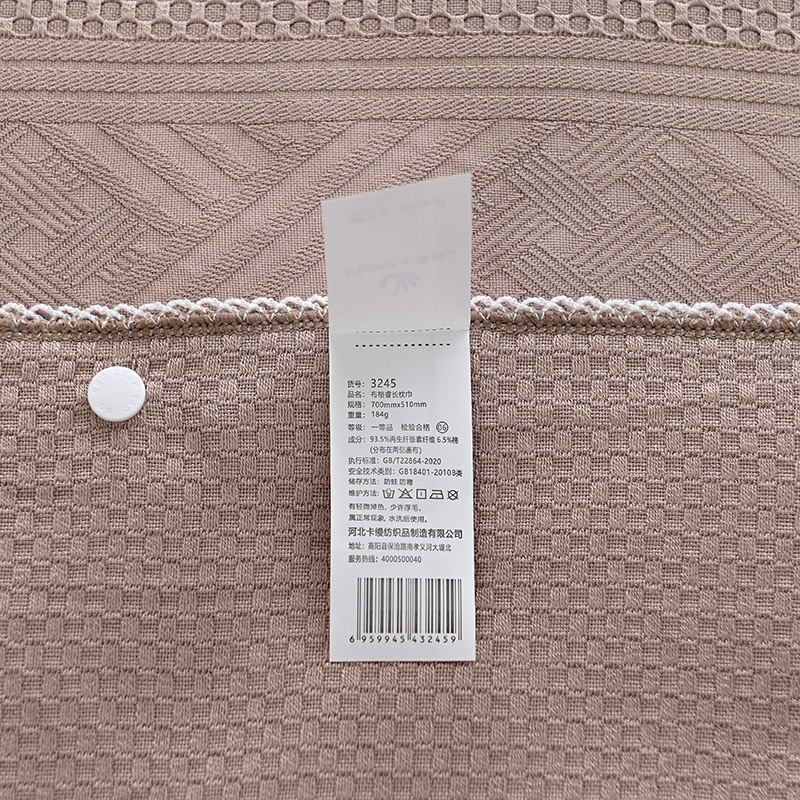 货号: 3245
品名: 布格睿长枕巾
规格: 700mmx510mm
重量: 184g
等级: 一等品 检验合格 06
成分: 93.5%再生纤维素纤维 6.5%棉
(分布在两侧裹布)
执行标准: GB/T22864-2020
安全技术类别: GB18401-2010B类
储存方法: 防蛀 防霉
维护方法:
有轻微掉色, 少许浮毛,
属正常现象, 水洗后使用。
河北卡缦纺织品制造有限公司
地址: 高阳县保沧路南孝义河大堤北
服务热线: 4000500040
6 959945 432459